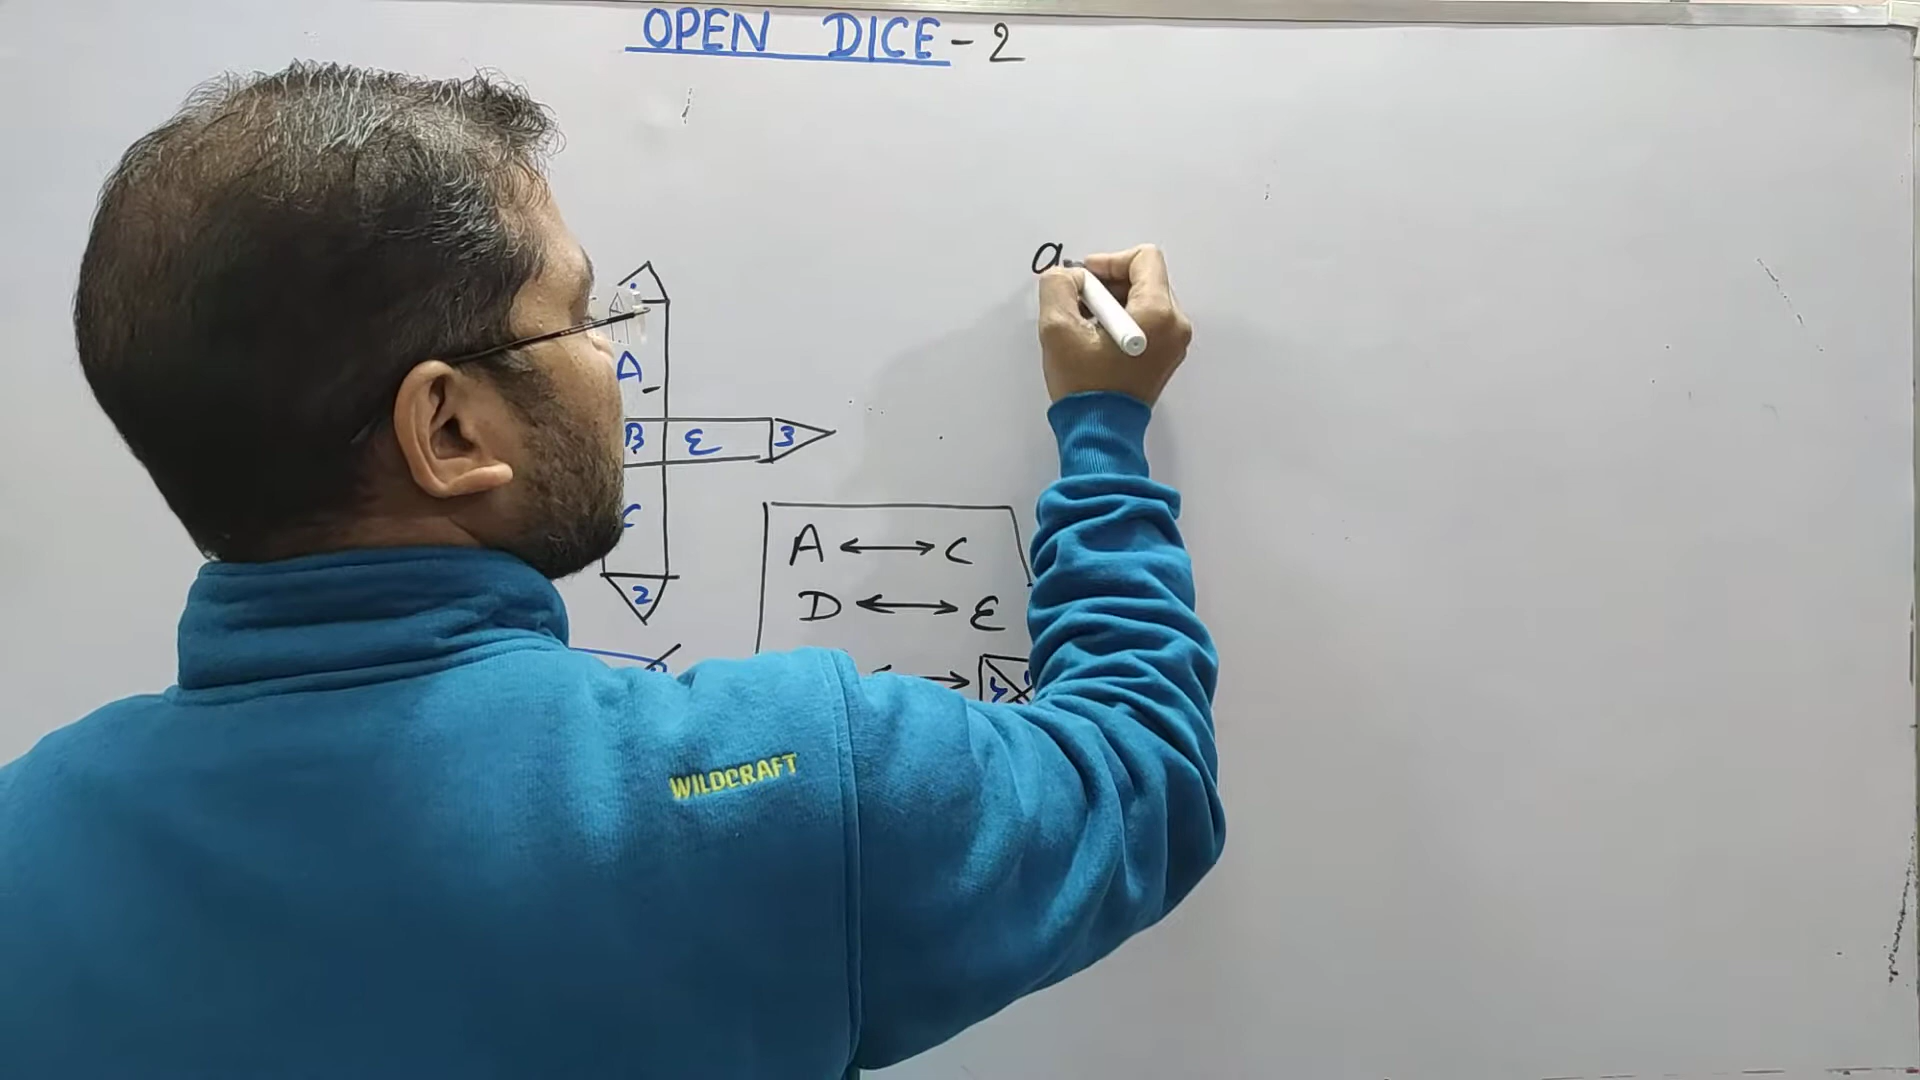 OPEN DICE - 2
a
A
B E 3
C
2
A ↔ C
D ↔ E
WILDCRAFT